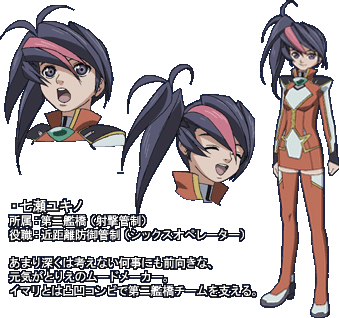 ・七瀬ユキノ
所属：第三艦橋（射撃管制）
役職：近距離防御管制（シックスオペレーター）
あまり深くは考えない何事にも前向きな、
元気がとりえのムードメーカー。
イマリとは凸凹コンビで第三艦橋チームを支える。